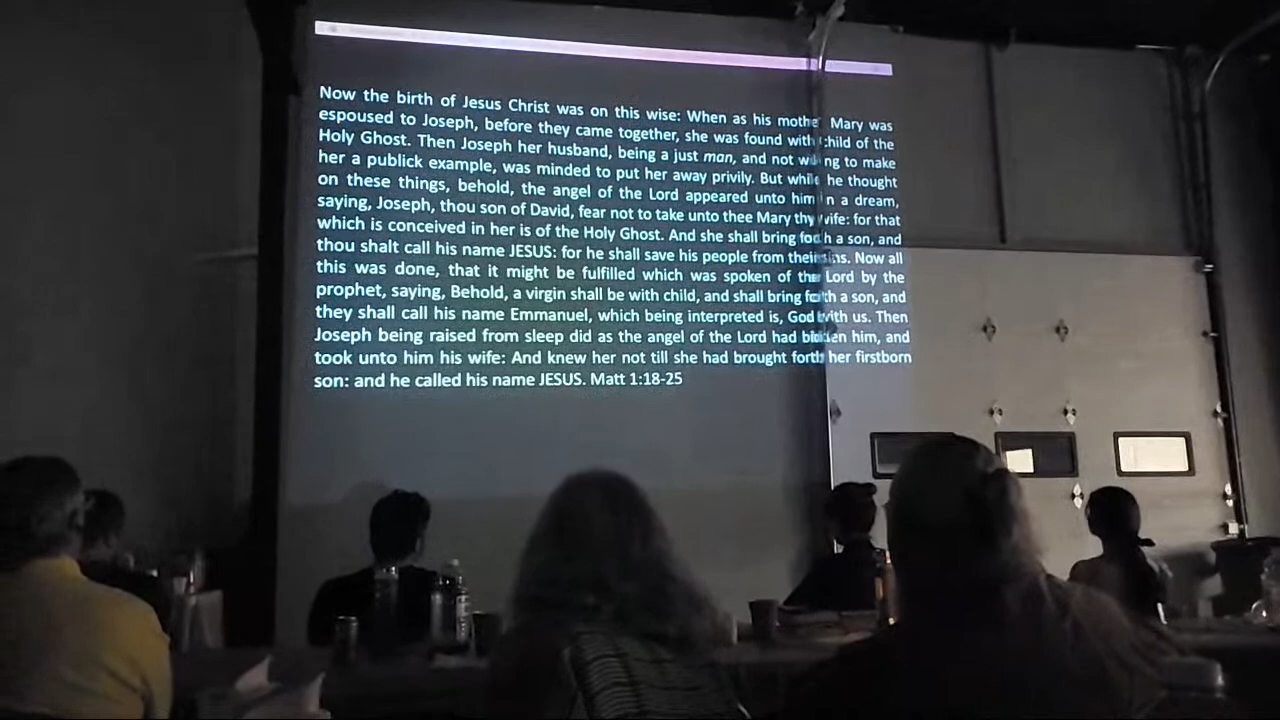 Now the birth of Jesus Christ was on this wise: When as his mother Mary was
espoused to Joseph, before they came together, she was found with child of the
Holy Ghost. Then Joseph her husband, being a just man, and not willing to make
her a publick example, was minded to put her away privily. But while he thought
on these things, behold, the angel of the Lord appeared unto him in a dream,
saying, Joseph, thou son of David, fear not to take unto thee Mary thy wife: for that
which is conceived in her is of the Holy Ghost. And she shall bring forth a son, and
thou shalt call his name JESUS: for he shall save his people from their sins. Now all
this was done, that it might be fulfilled which was spoken of the Lord by the
prophet, saying, Behold, a virgin shall be with child, and shall bring forth a son, and
they shall call his name Emmanuel, which being interpreted is, God with us. Then
Joseph being raised from sleep did as the angel of the Lord had bidden him, and
took unto him his wife: And knew her not till she had brought forth her firstborn
son: and he called his name JESUS. Matt 1:18-25